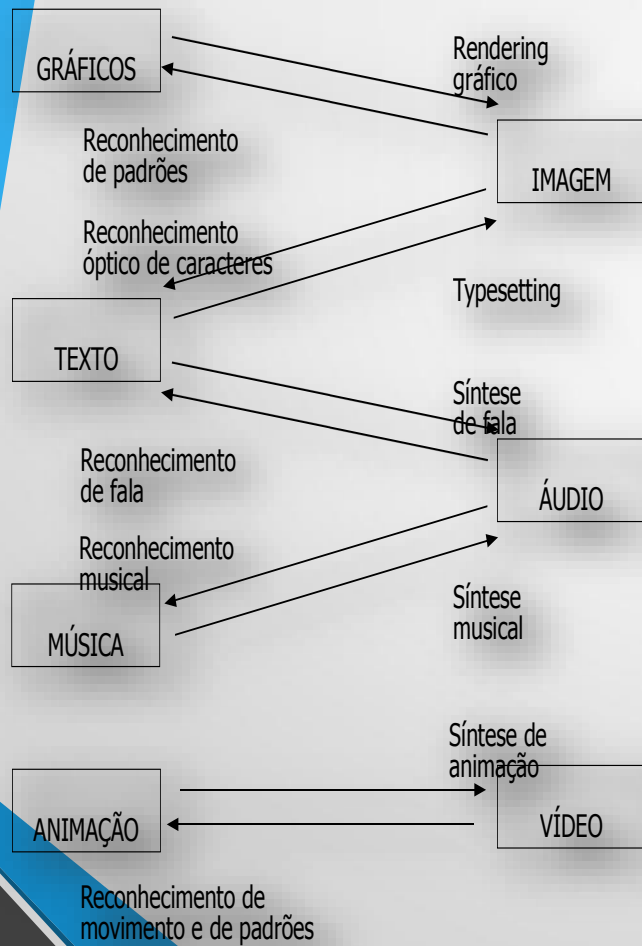 GRÁFICOS
Rendering
gráfico
Reconhecimento
de padrões
IMAGEM
Reconhecimento
óptico de caracteres
Typesetting
TEXTO
Síntese
de fala
Reconhecimento
de fala
ÁUDIO
Reconhecimento
musical
Síntese
musical
MÚSICA
Síntese de
animação
ANIMAÇÃO
VÍDEO
Reconhecimento de
movimento e de padrões